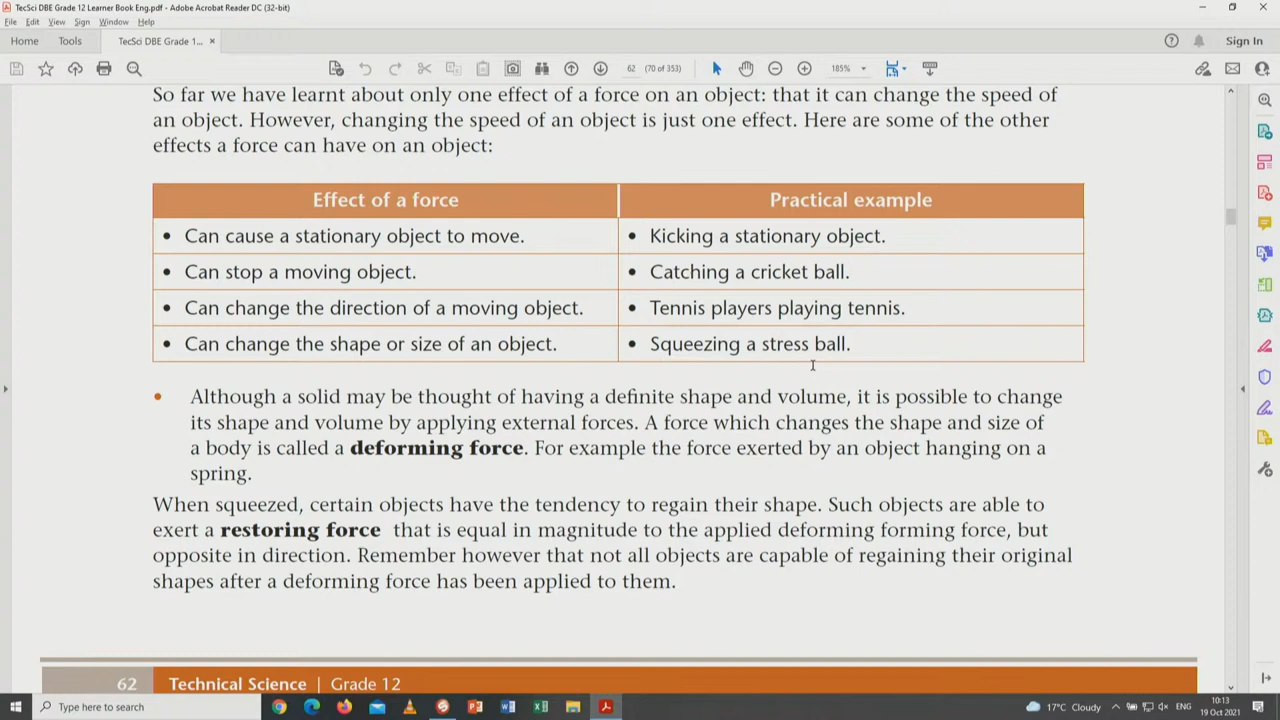 TecSci DBE Grade 12 Learner Book Eng.pdf - Adobe Acrobat Reader DC (32-bit)
File Edit View Sign Window Help
Home Tools TecSci DBE Grade 1... × Sign In
62 (70 of 353) 185%
So far we have learnt about only one effect of a force on an object: that it can change the speed of
an object. However, changing the speed of an object is just one effect. Here are some of the other
effects a force can have on an object:
Effect of a force Practical example
• Can cause a stationary object to move. • Kicking a stationary object.
• Can stop a moving object. • Catching a cricket ball.
• Can change the direction of a moving object. • Tennis players playing tennis.
• Can change the shape or size of an object. • Squeezing a stress ball.
• Although a solid may be thought of having a definite shape and volume, it is possible to change
its shape and volume by applying external forces. A force which changes the shape and size of
a body is called a deforming force. For example the force exerted by an object hanging on a
spring.
When squeezed, certain objects have the tendency to regain their shape. Such objects are able to
exert a restoring force that is equal in magnitude to the applied deforming forming force, but
opposite in direction. Remember however that not all objects are capable of regaining their original
shapes after a deforming force has been applied to them.
62 Technical Science | Grade 12
Type here to search 17°C Cloudy ENG 10:13
19 Oct 2021